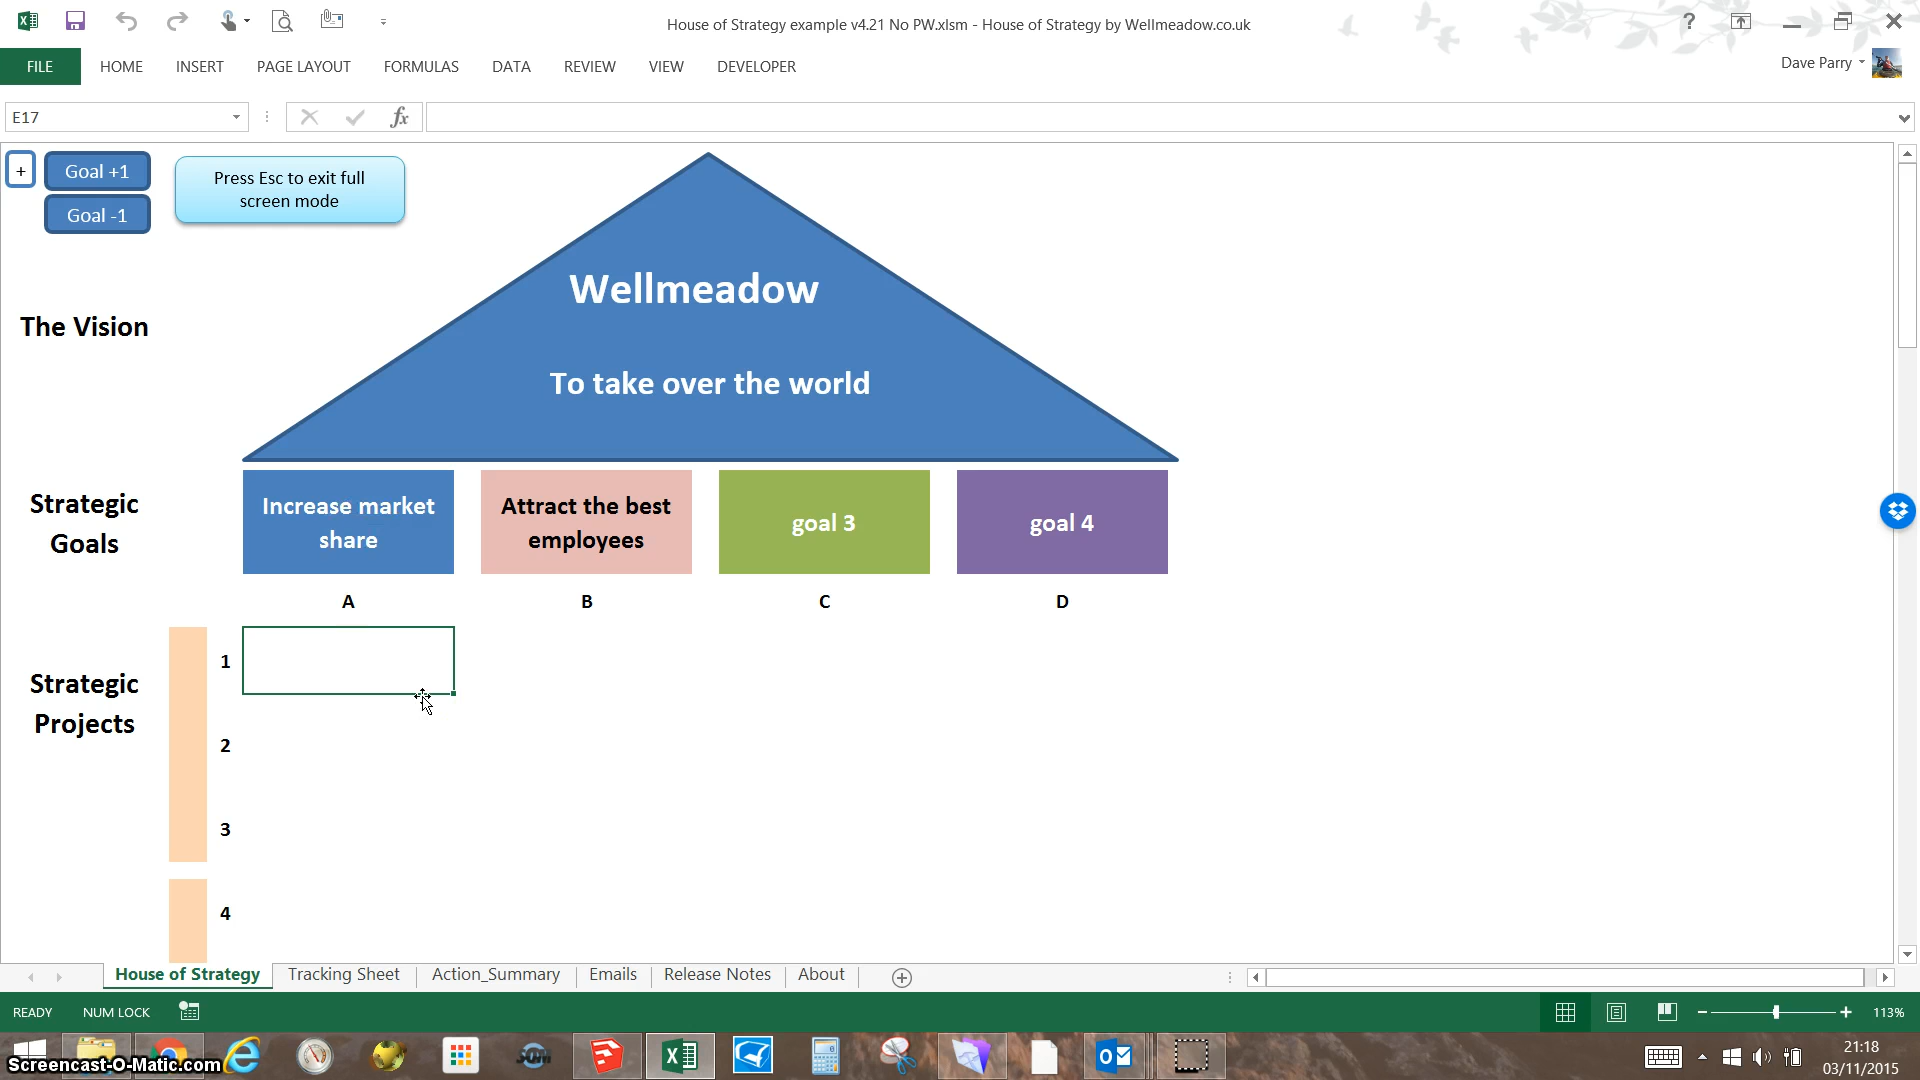 House of Strategy example v4.21 No PW.xlsm - House of Strategy by Wellmeadow.co.uk
?
FILE
HOME
INSERT
PAGE LAYOUT
FORMULAS
DATA
REVIEW
VIEW
DEVELOPER
Dave Parry
E17
fx
+
Goal +1
Goal -1
Press Esc to exit full
screen mode
Wellmeadow
The Vision
To take over the world
Strategic
Goals
Increase market
share
Attract the best
employees
goal 3
goal 4
A
B
C
D
Strategic
Projects
1
2
3
4
House of Strategy
Tracking Sheet
Action_Summary
Emails
Release Notes
About
READY
NUM LOCK
113%
Screencast-O-Matic.com
som
21:18
03/11/2015